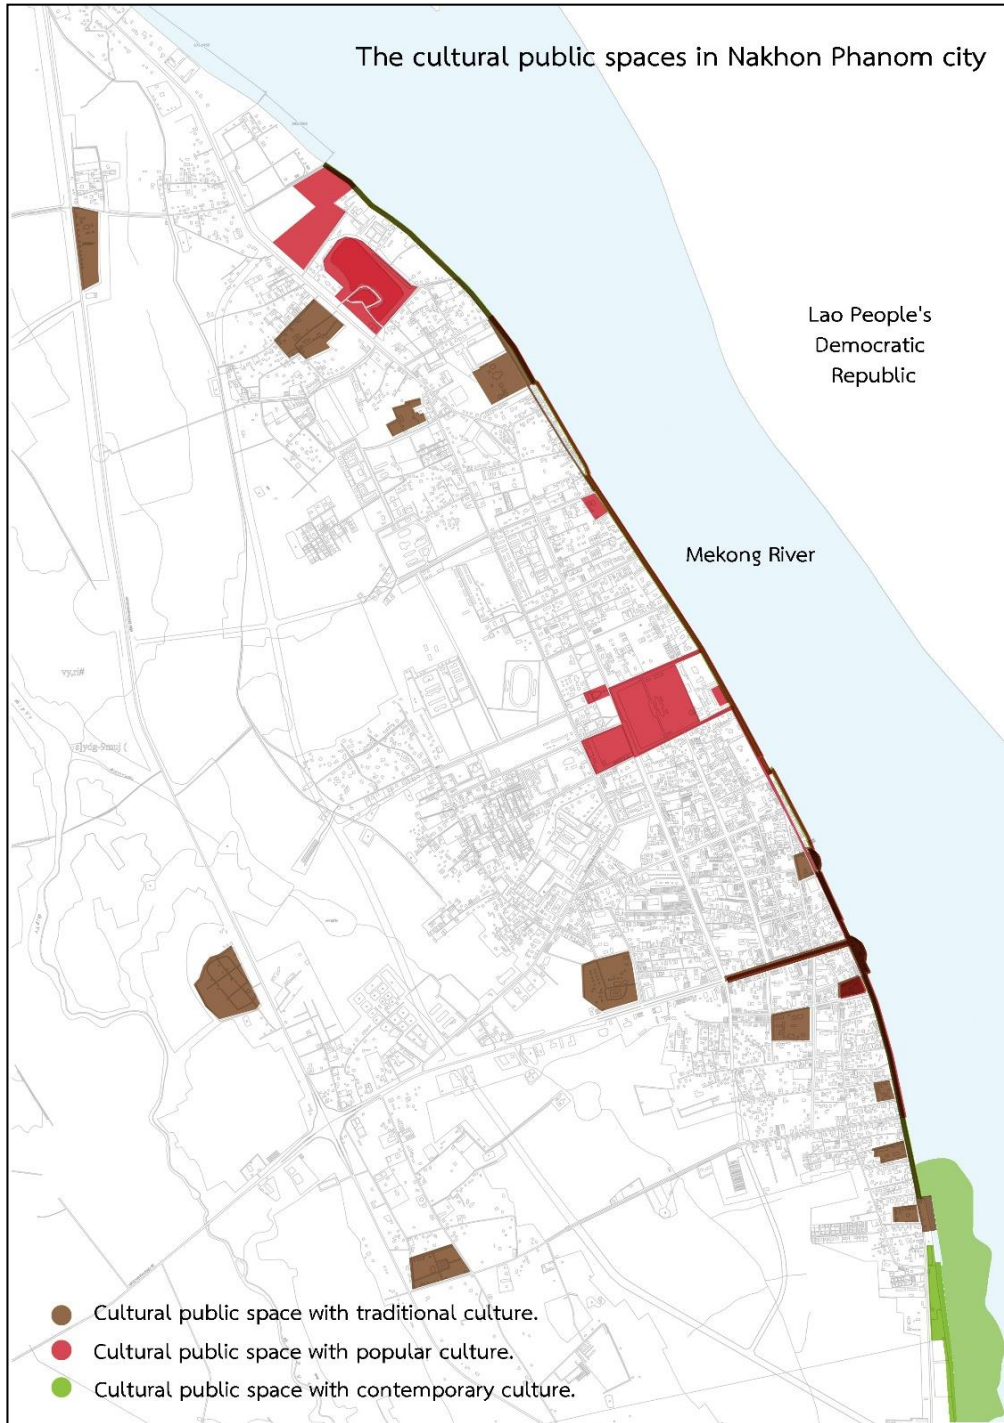 The cultural public spaces in Nakhon Phanom city
Lao People's
Democratic
Republic
Mekong River
Cultural public space with traditional culture.
Cultural public space with popular culture.
Cultural public space with contemporary culture.